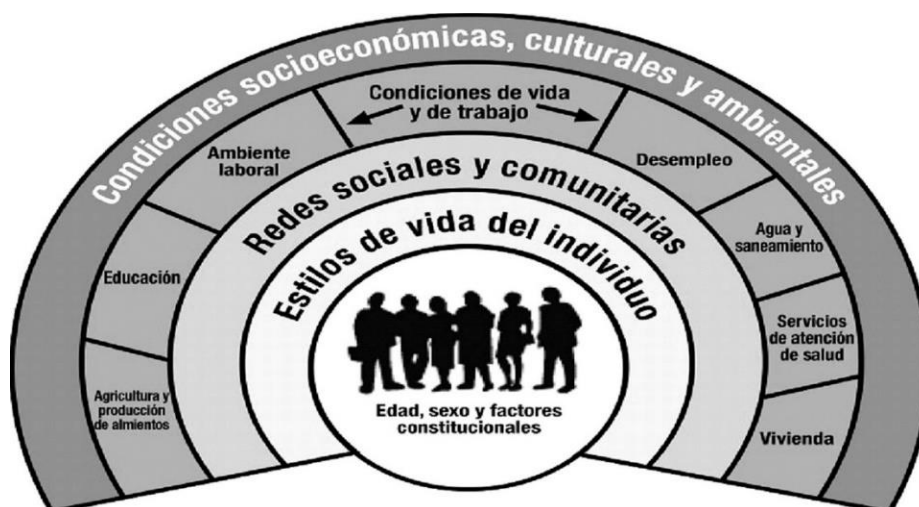 Condiciones socioeconómicas, culturales y ambientales
Condiciones de vida
y de trabajo
Ambiente
laboral
Desempleo
Educación
Agua y
saneamiento
Agricultura y
producción
de almientos
Servicios
de atención
de salud
Vivienda
Redes sociales y comunitarias
Estilos de vida del individuo
Edad, sexo y factores
constitucionales